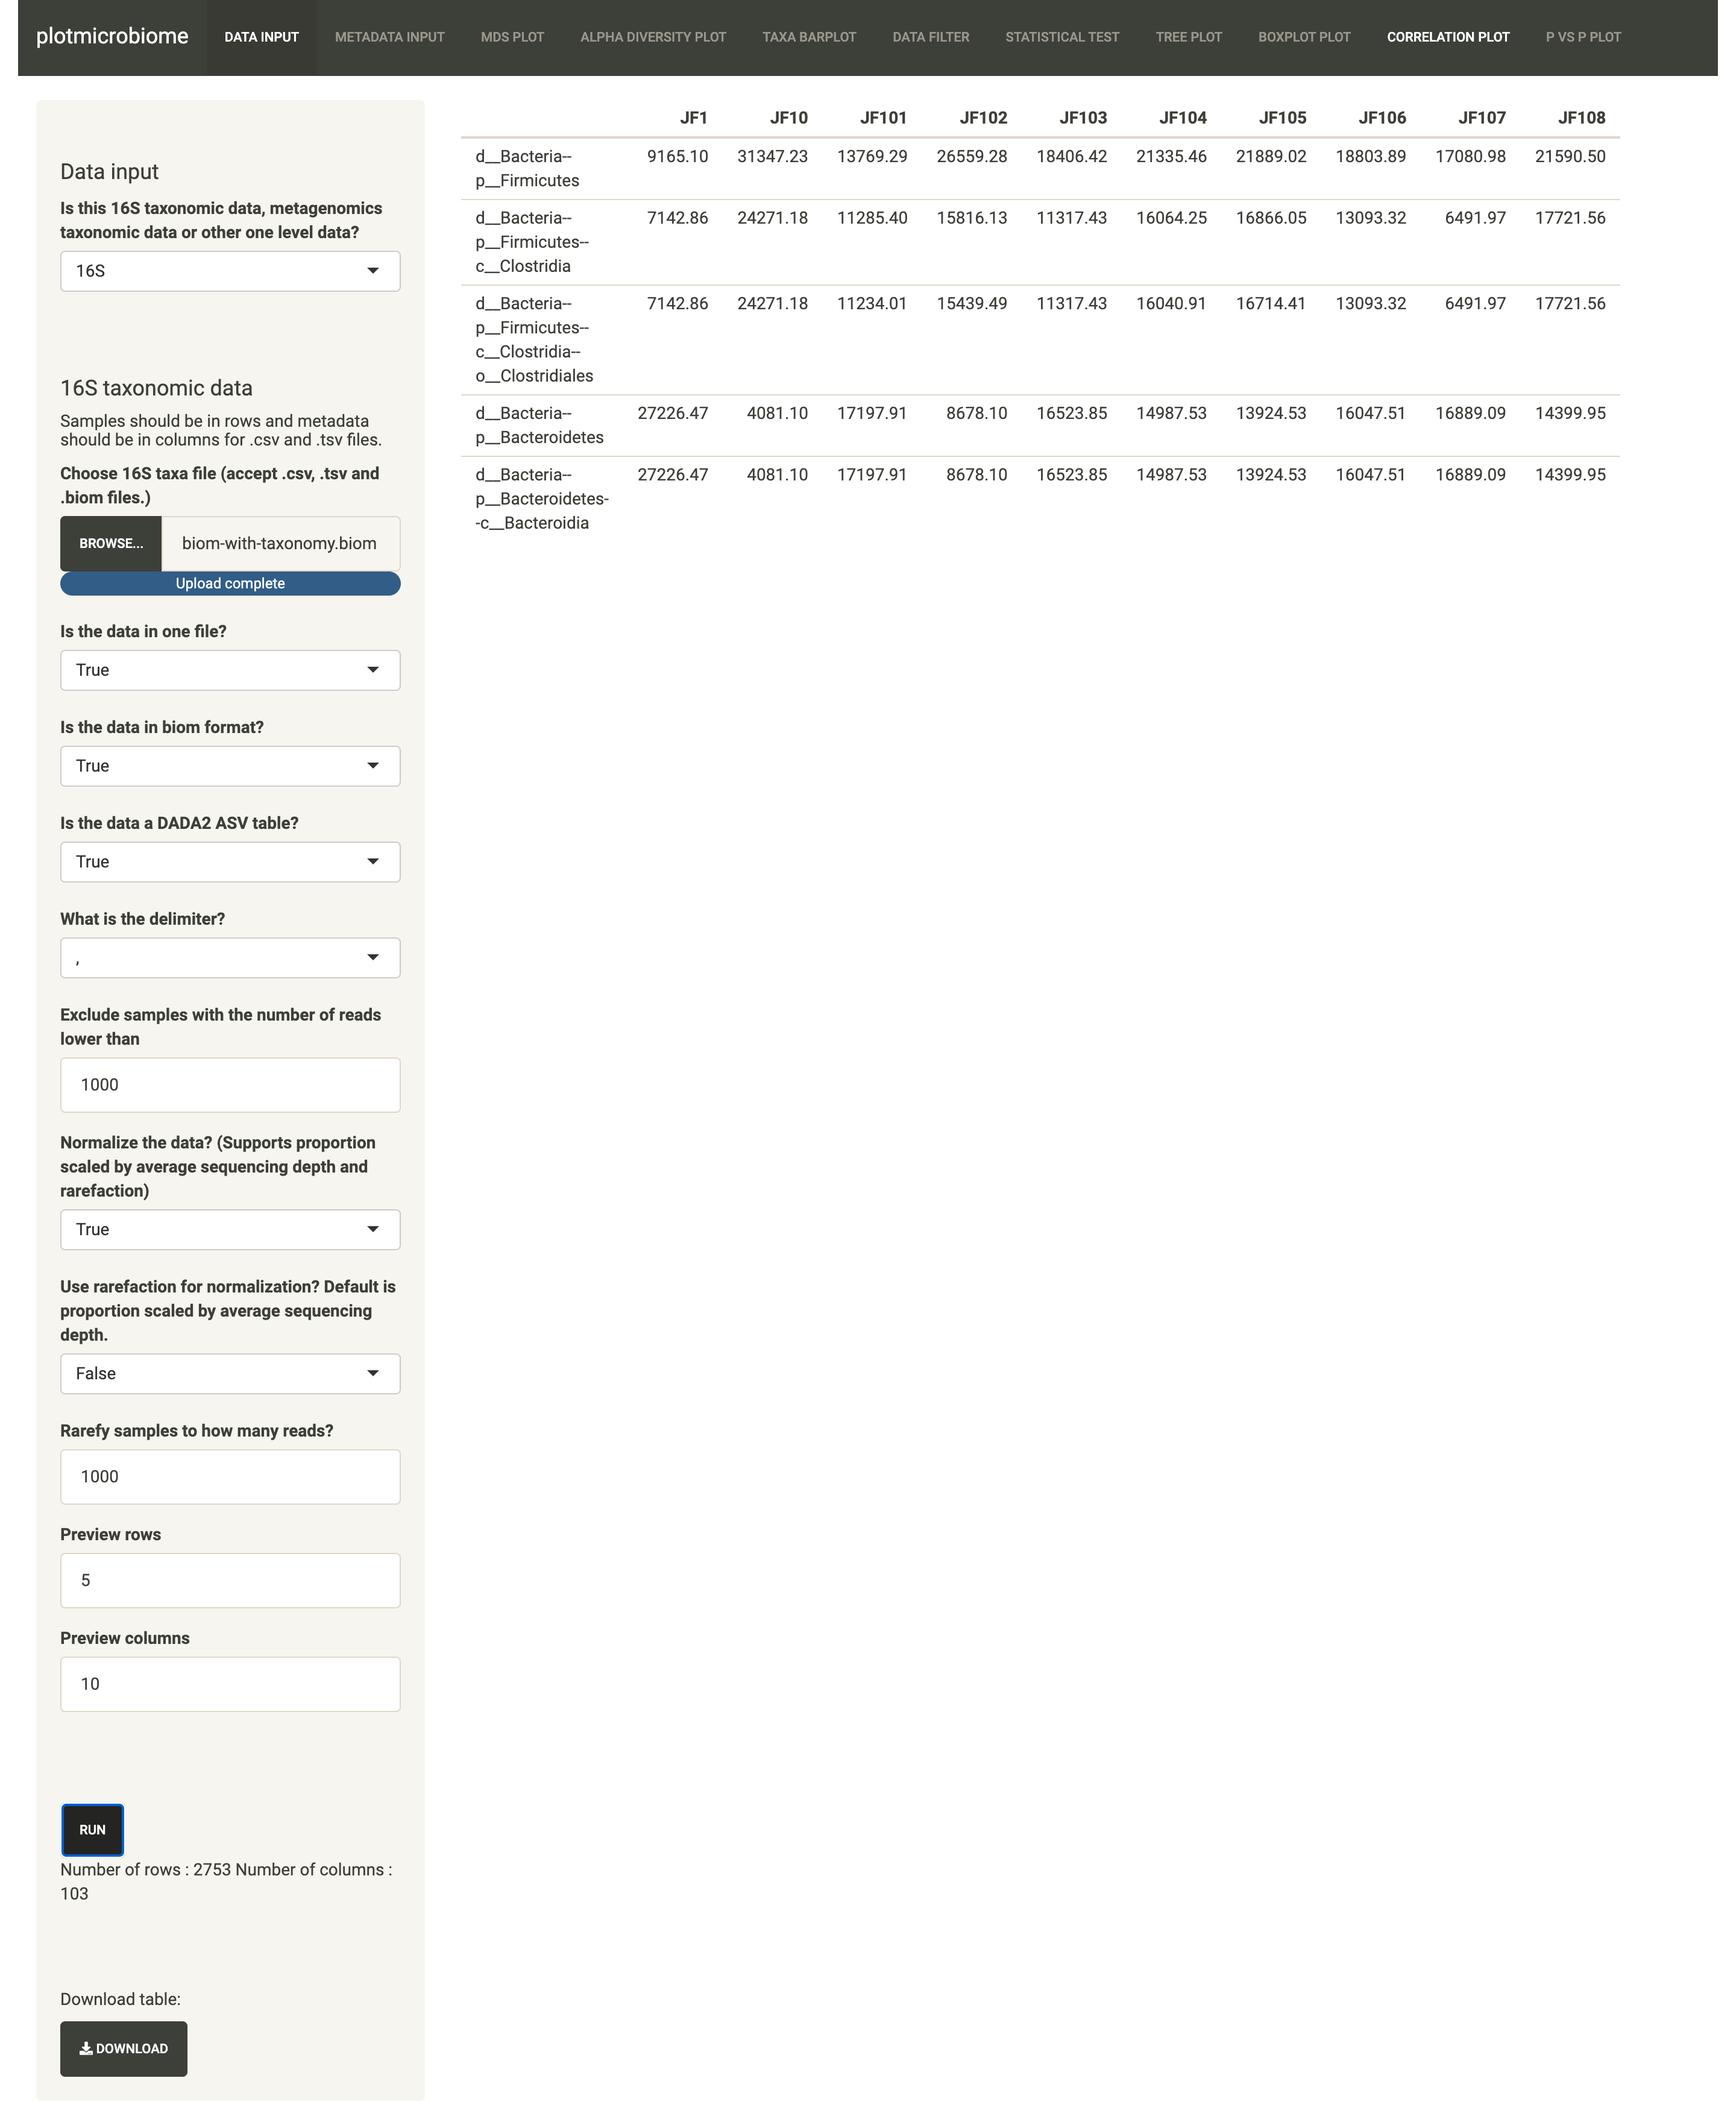 plotmicrobiome DATA INPUT METADATA INPUT MDS PLOT ALPHA DIVERSITY PLOT TAXA BARPLOT DATA FILTER STATISTICAL TEST TREE PLOT BOXPLOT PLOT CORRELATION PLOT P VS P PLOT
Data input
Is this 16S taxonomic data, metagenomics
taxonomic data or other one level data?
16S
16S taxonomic data
Samples should be in rows and metadata
should be in columns for .csv and .tsv files.
Choose 16S taxa file (accept .csv, .tsv and
.biom files.)
BROWSE... biom-with-taxonomy.biom
Upload complete
Is the data in one file?
True
Is the data in biom format?
True
Is the data a DADA2 ASV table?
True
What is the delimiter?
,
Exclude samples with the number of reads
lower than
1000
Normalize the data? (Supports proportion
scaled by average sequencing depth and
rarefaction)
True
Use rarefaction for normalization? Default is
proportion scaled by average sequencing
depth.
False
Rarefy samples to how many reads?
1000
Preview rows
5
Preview columns
10
RUN
Number of rows : 2753 Number of columns :
103
Download table:
DOWNLOAD
JF1 JF10 JF101 JF102 JF103 JF104 JF105 JF106 JF107 JF108
d__Bacteria-- 9165.10 31347.23 13769.29 26559.28 18406.42 21335.46 21889.02 18803.89 17080.98 21590.50
p__Firmicutes
d__Bacteria-- 7142.86 24271.18 11285.40 15816.13 11317.43 16064.25 16866.05 13093.32 6491.97 17721.56
p__Firmicutes--
c__Clostridia
d__Bacteria-- 7142.86 24271.18 11234.01 15439.49 11317.43 16040.91 16714.41 13093.32 6491.97 17721.56
p__Firmicutes--
c__Clostridia--
o__Clostridiales
d__Bacteria-- 27226.47 4081.10 17197.91 8678.10 16523.85 14987.53 13924.53 16047.51 16889.09 14399.95
p__Bacteroidetes
d__Bacteria-- 27226.47 4081.10 17197.91 8678.10 16523.85 14987.53 13924.53 16047.51 16889.09 14399.95
p__Bacteroidetes-
-c__Bacteroidia